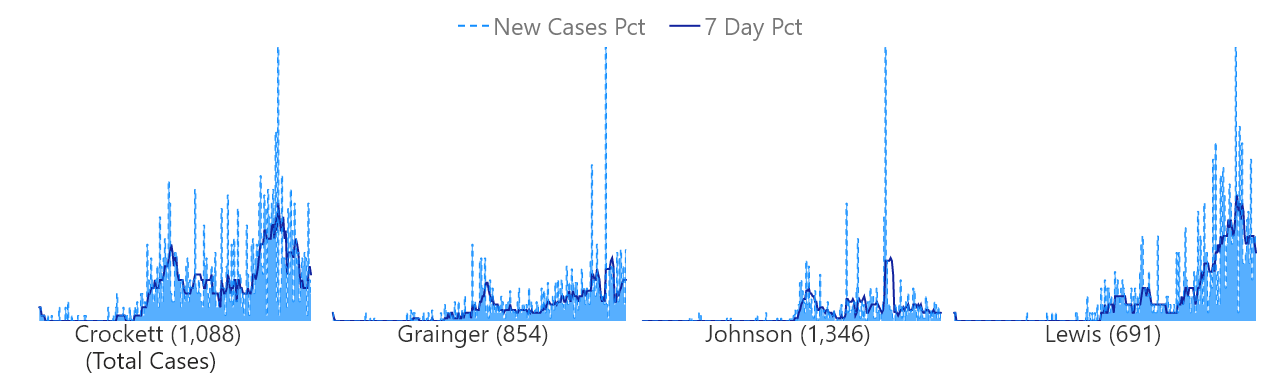 New Cases Pct 7 Day Pct
Crockett (1,088) Grainger (854) Johnson (1,346) Lewis (691)
(Total Cases)